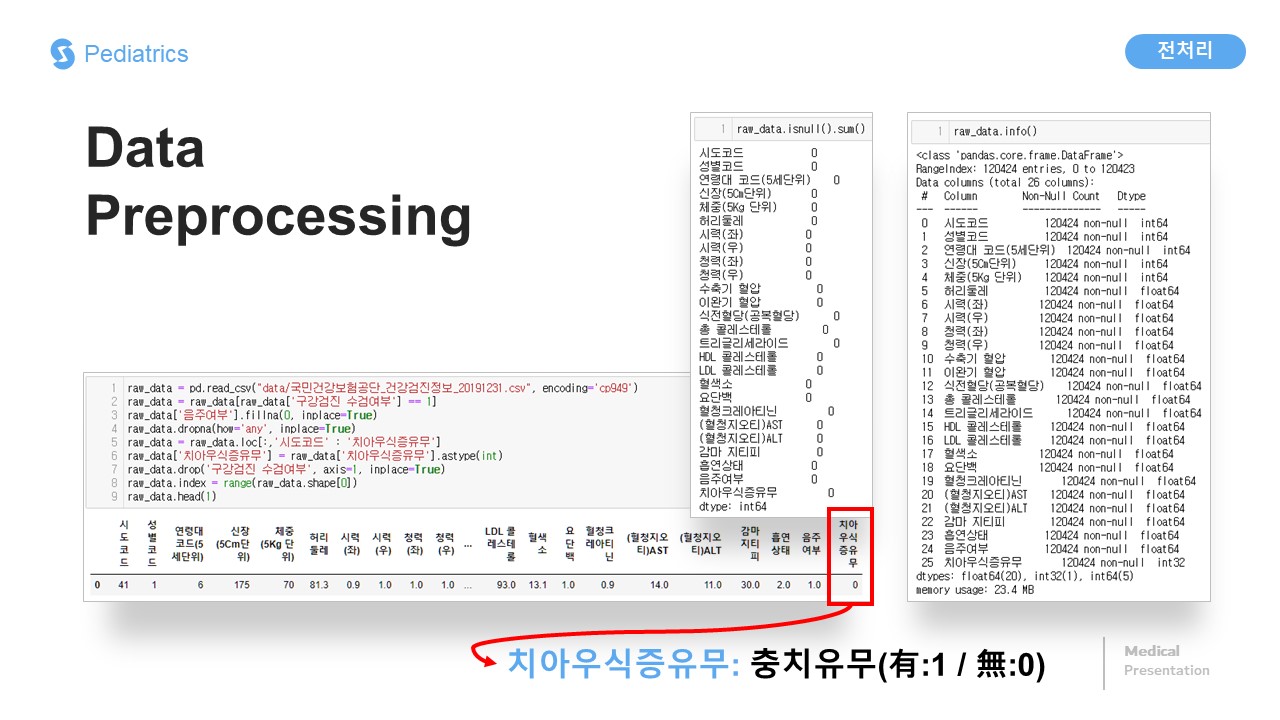 Pediatrics
전처리
Data
Preprocessing
1 raw_data.isnull().sum()
시도코드 0
성별코드 0
연령대 코드(5세단위) 0
신장(5Cm단위) 0
체중(5Kg 단위) 0
허리둘레 0
시력(좌) 0
시력(우) 0
청력(좌) 0
청력(우) 0
수축기 혈압 0
이완기 혈압 0
식전혈당(공복혈당) 0
총 콜레스테롤 0
트리글리세라이드 0
HDL 콜레스테롤 0
LDL 콜레스테롤 0
혈색소 0
요단백 0
혈청크레아티닌 0
(혈청지오티)AST 0
(혈청지오티)ALT 0
감마 지티피 0
흡연상태 0
음주여부 0
치아우식증유무 0
dtype: int64
1 raw_data.info()
<class 'pandas.core.frame.DataFrame'>
RangeIndex: 120424 entries, 0 to 120423
Data columns (total 26 columns):
# Column Non-Null Count Dtype
--- ------ -------------- -----
0 시도코드 120424 non-null int64
1 성별코드 120424 non-null int64
2 연령대 코드(5세단위) 120424 non-null int64
3 신장(5Cm단위) 120424 non-null int64
4 체중(5Kg 단위) 120424 non-null int64
5 허리둘레 120424 non-null float64
6 시력(좌) 120424 non-null float64
7 시력(우) 120424 non-null float64
8 청력(좌) 120424 non-null float64
9 청력(우) 120424 non-null float64
10 수축기 혈압 120424 non-null float64
11 이완기 혈압 120424 non-null float64
12 식전혈당(공복혈당) 120424 non-null float64
13 총 콜레스테롤 120424 non-null float64
14 트리글리세라이드 120424 non-null float64
15 HDL 콜레스테롤 120424 non-null float64
16 LDL 콜레스테롤 120424 non-null float64
17 혈색소 120424 non-null float64
18 요단백 120424 non-null float64
19 혈청크레아티닌 120424 non-null float64
20 (혈청지오티)AST 120424 non-null float64
21 (혈청지오티)ALT 120424 non-null float64
22 감마 지티피 120424 non-null float64
23 흡연상태 120424 non-null float64
24 음주여부 120424 non-null float64
25 치아우식증유무 120424 non-null int32
dtypes: float64(20), int32(1), int64(5)
memory usage: 23.4 MB
1 raw_data = pd.read_csv("data/국민건강보험공단_건강검진정보_20191231.csv", encoding='cp949')
2 raw_data = raw_data[raw_data['구강검진 수검여부'] == 1]
3 raw_data['음주여부'].fillna(0, inplace=True)
4 raw_data.dropna(how='any', inplace=True)
5 raw_data = raw_data.loc[:,'시도코드' : '치아우식증유무']
6 raw_data['치아우식증유무'] = raw_data['치아우식증유무'].astype(int)
7 raw_data.drop('구강검진 수검여부', axis=1, inplace=True)
8 raw_data.index = range(raw_data.shape[0])
9 raw_data.head(1)
시도코드 성별코드 연령대 코드(5세단위) 신장(5Cm단위) 체중(5Kg 단위) 허리둘레 시력(좌) 시력(우) 청력(좌) 청력(우) ... LDL 콜레스테롤 혈색소 요단백 혈청크레아티닌 (혈청지오티)AST (혈청지오티)ALT 감마 지티피 흡연상태 음주여부 치아우식증유무
0 41 1 6 175 70 81.3 0.9 1.0 1.0 1.0 ... 93.0 13.1 1.0 0.9 14.0 11.0 30.0 2.0 1.0 0
치아우식증유무: 충치유무(有:1 / 無:0)
Medical
Presentation